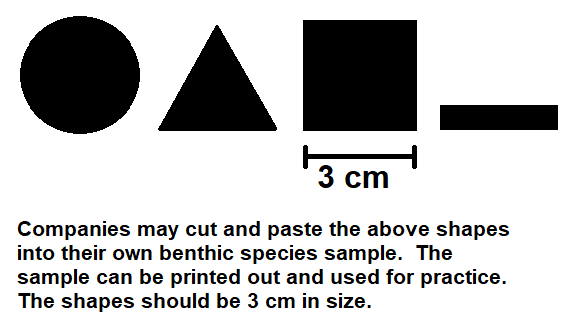 3 cm
Companies may cut and paste the above shapes
into their own benthic species sample.  The
sample can be printed out and used for practice.
The shapes should be 3 cm in size.